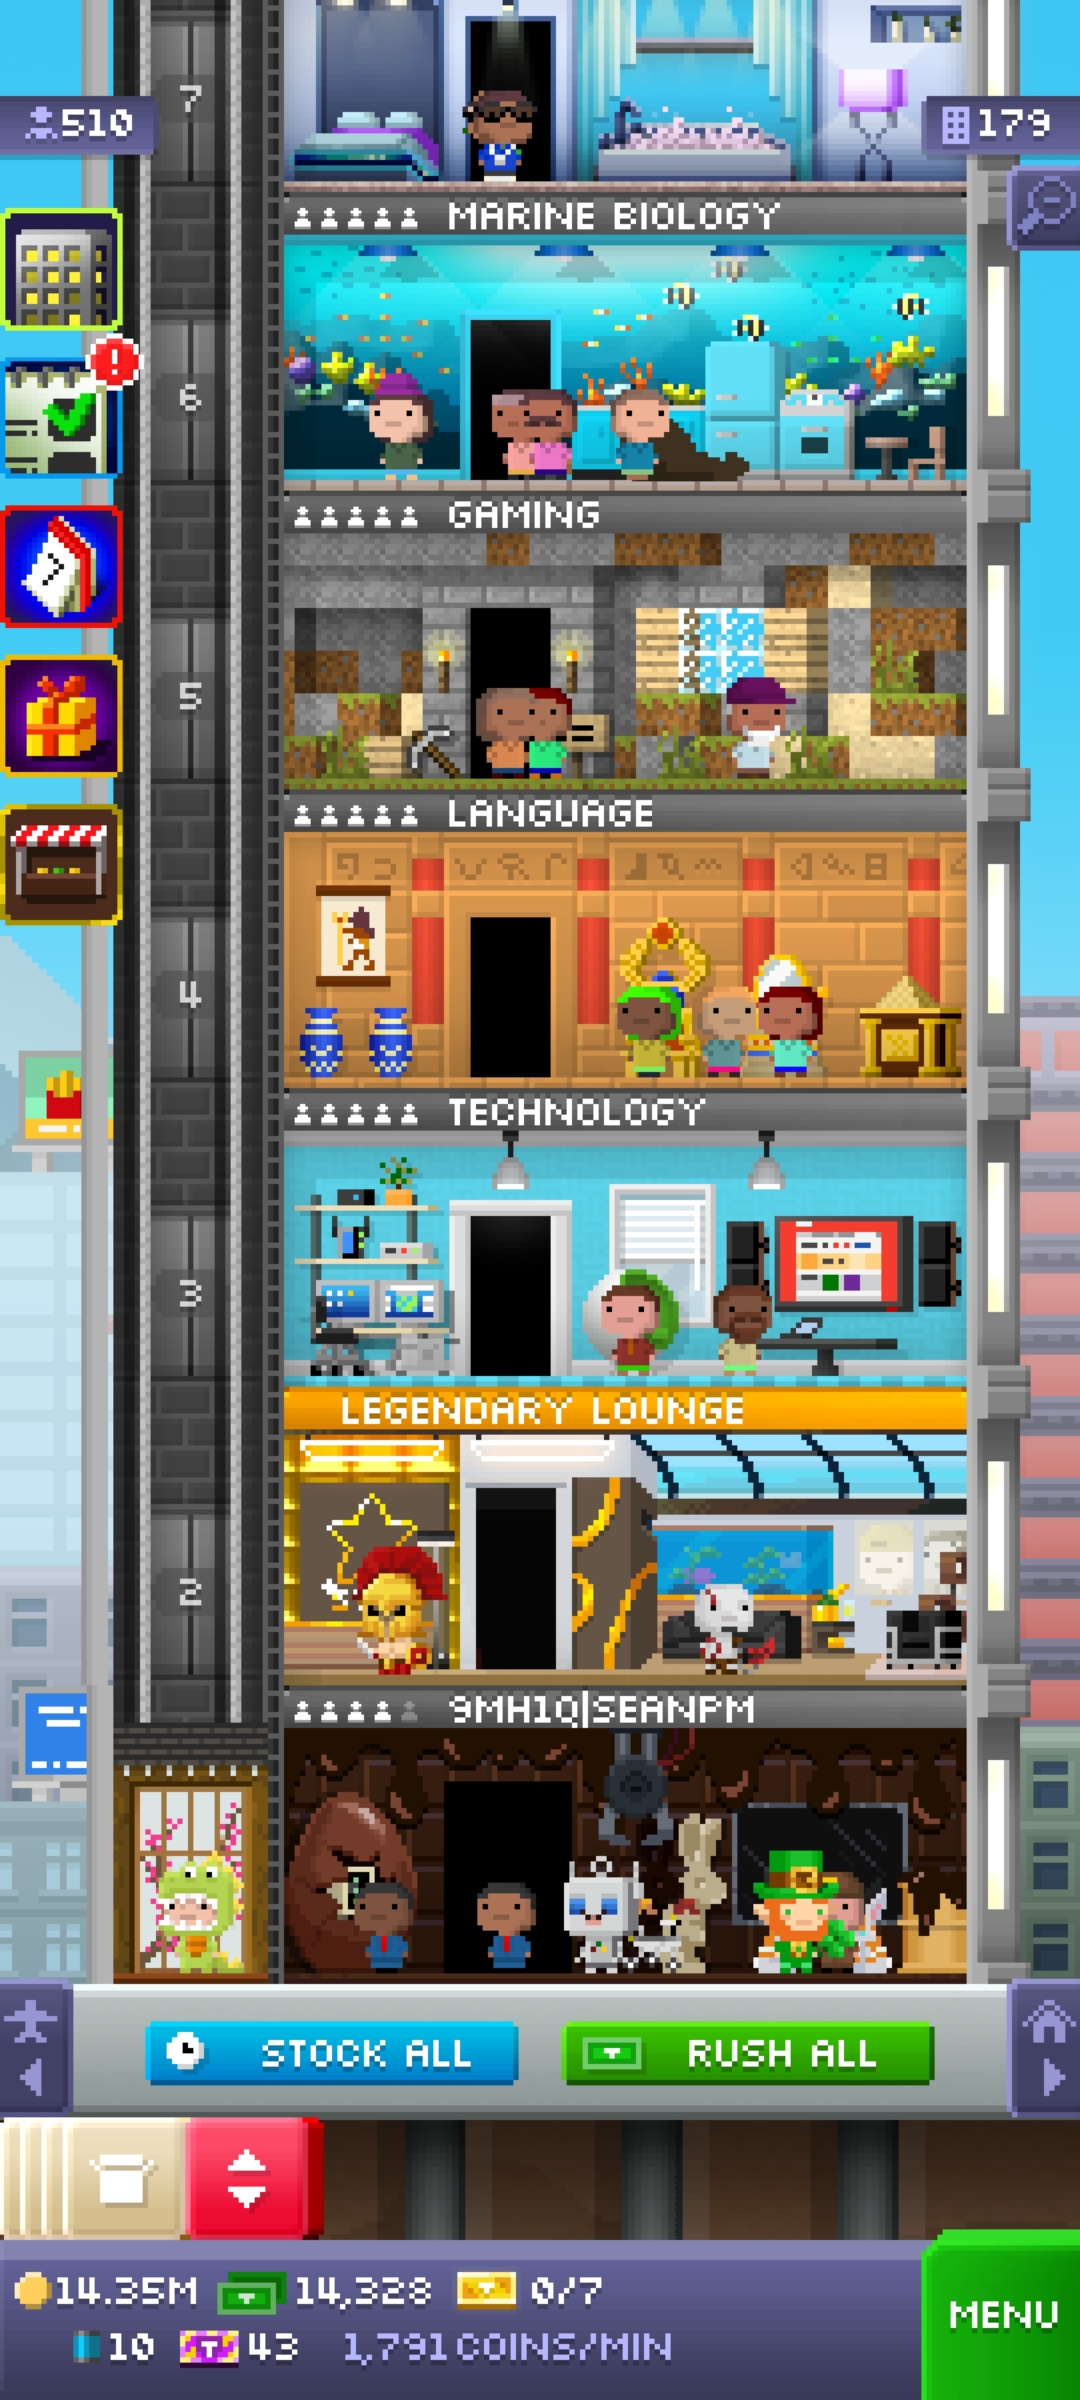 7
510
179
MARINE BIOLOGY
6
GAMING
5
LANGUAGE
4
TECHNOLOGY
3
LEGENDARY LOUNGE
2
9MH1Q|SEANPM
STOCK ALL
RUSH ALL
14.35M 14,328 0/7
10 43 1,791 COINS/MIN
MENU